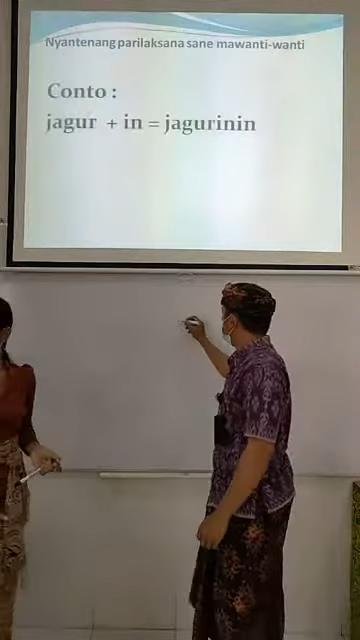 Nyantenang parilaksana sane mawanti-wanti
Conto :
jagur + in = jagurinin